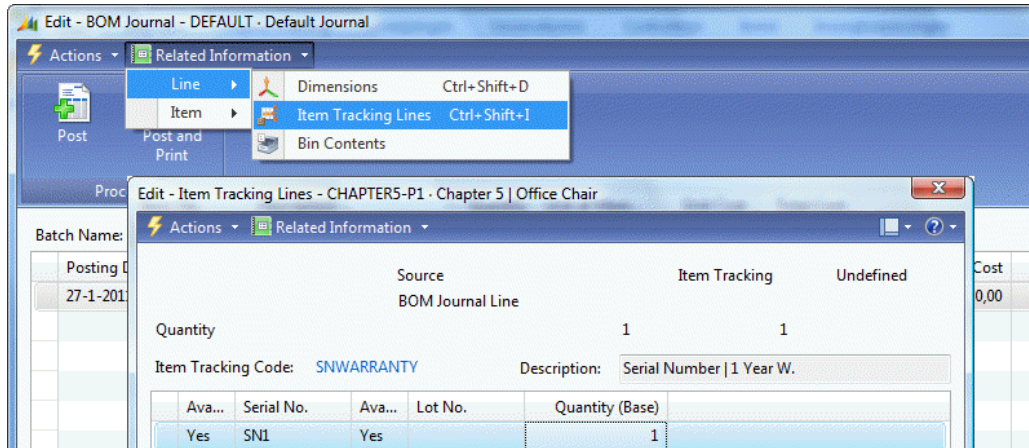 Edit - BOM Journal - DEFAULT · Default Journal
Actions Related Information
Line Dimensions Ctrl+Shift+D
Item Item Tracking Lines Ctrl+Shift+I
Bin Contents
Post Post and
Print
Proc
Edit - Item Tracking Lines - CHAPTER5-P1 · Chapter 5 | Office Chair
Actions Related Information
Batch Name:
Posting D Cost
27-1-201 0,00
Source Item Tracking Undefined
BOM Journal Line
Quantity 1 1
Item Tracking Code: SNWARRANTY Description: Serial Number | 1 Year W.
Ava... Serial No. Ava... Lot No. Quantity (Base)
Yes SN1 Yes 1